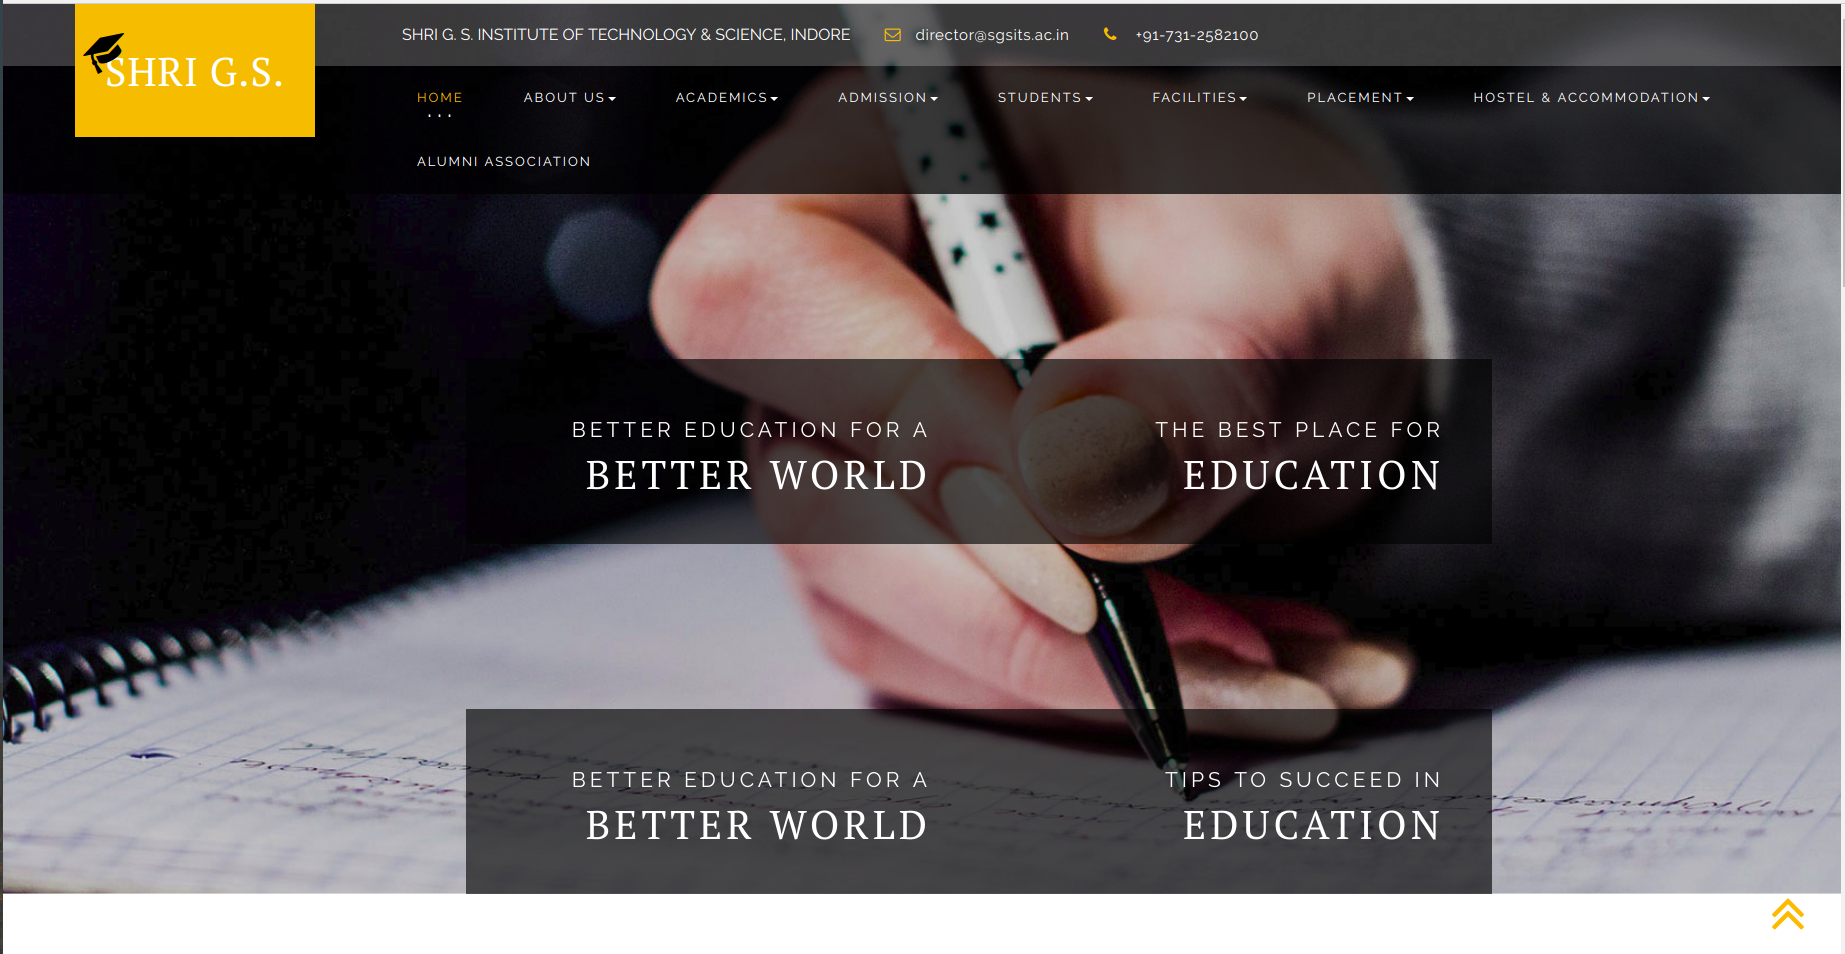 SHRI G.S.
SHRI G. S. INSTITUTE OF TECHNOLOGY & SCIENCE, INDORE director@sgsits.ac.in +91-731-2582100
HOME ABOUT US ACADEMICS ADMISSION STUDENTS FACILITIES PLACEMENT HOSTEL & ACCOMMODATION
ALUMNI ASSOCIATION
BETTER EDUCATION FOR A
BETTER WORLD
THE BEST PLACE FOR
EDUCATION
BETTER EDUCATION FOR A
BETTER WORLD
TIPS TO SUCCEED IN
EDUCATION